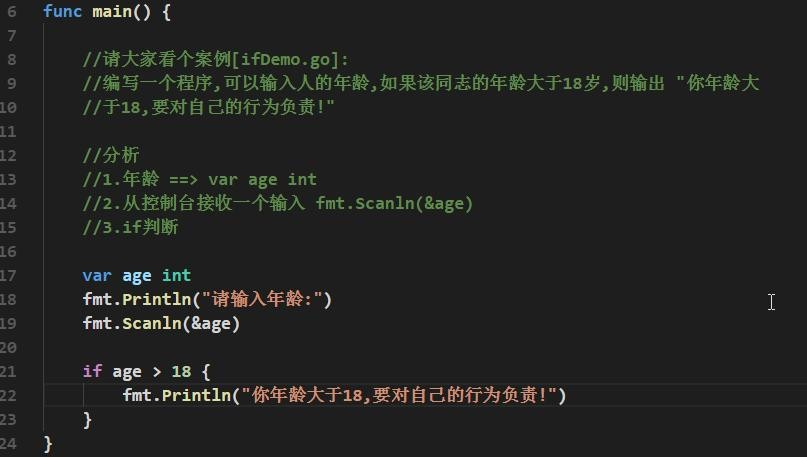 6 func main() {
7
8 //请大家看个案例[ifDemo.go]:
9 //编写一个程序,可以输入人的年龄,如果该同志的年龄大于18岁,则输出 "你年龄大
10 //于18,要对自己的行为负责!"
11
12 //分析
13 //1.年龄 ==> var age int
14 //2.从控制台接收一个输入 fmt.Scanln(&age)
15 //3.if判断
16
17 var age int
18 fmt.Println("请输入年龄:")
19 fmt.Scanln(&age)
20
21 if age > 18 {
22 fmt.Println("你年龄大于18,要对自己的行为负责!")
23 }
24 }